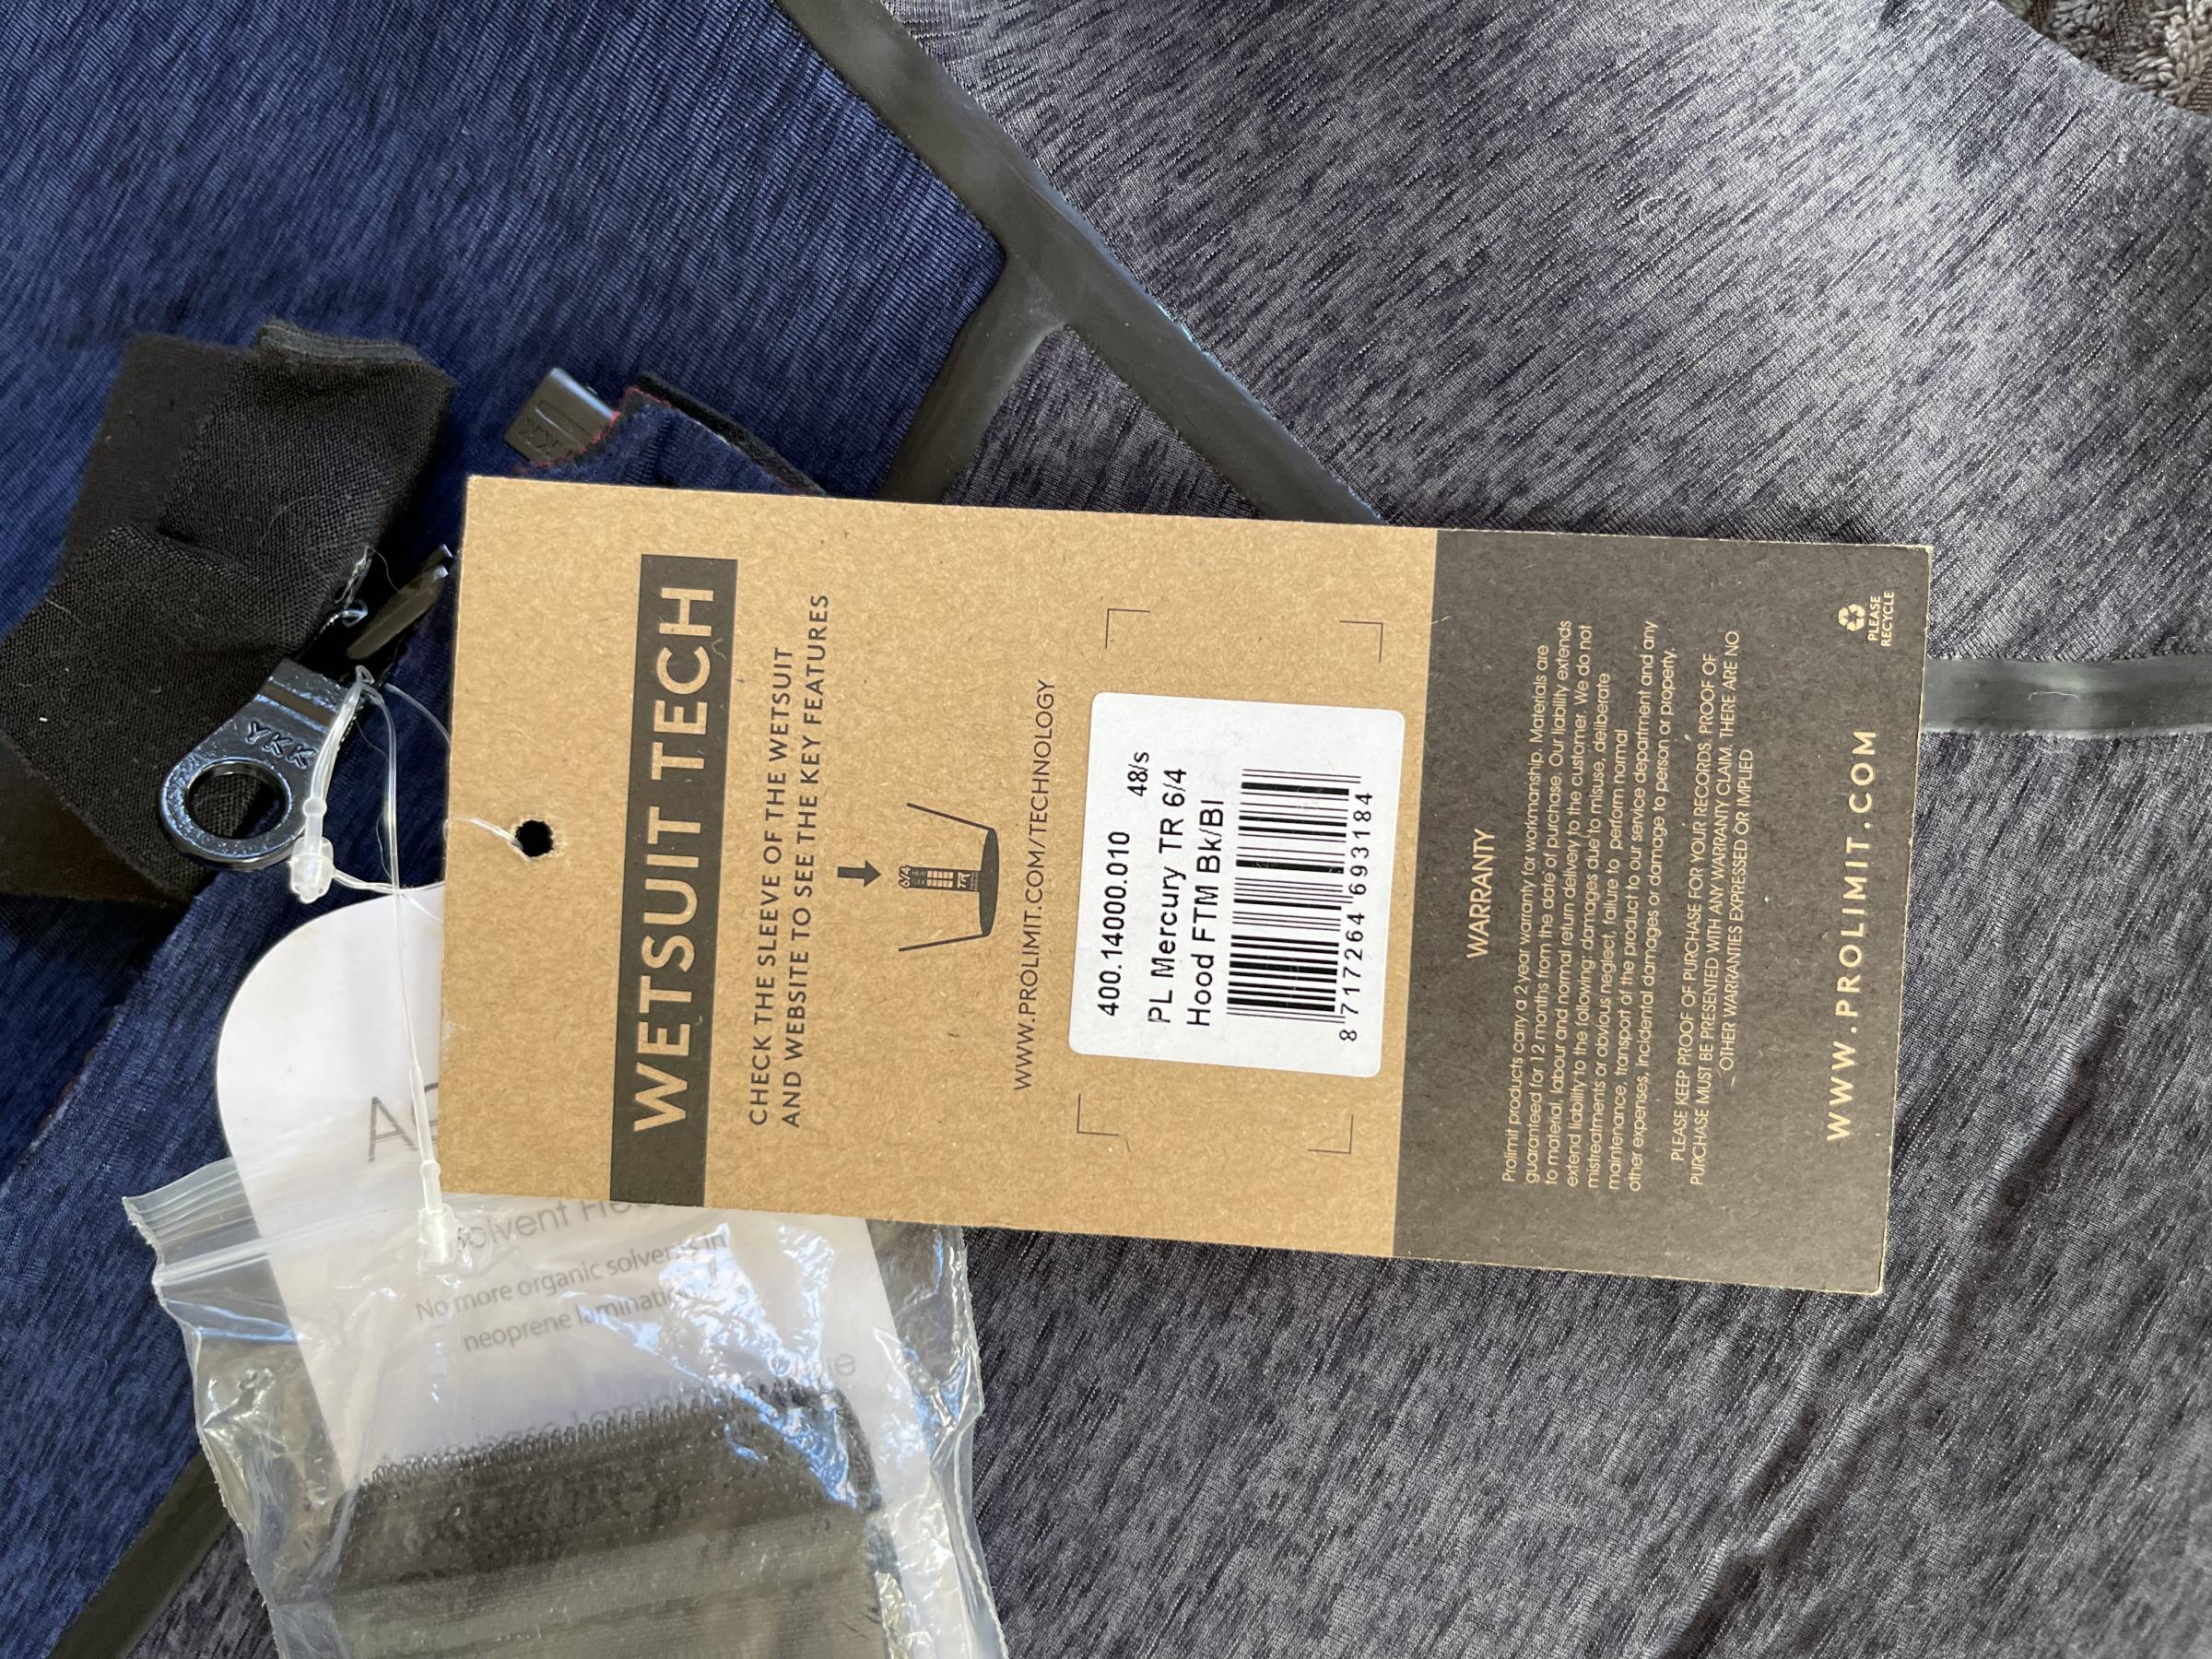 WETSUIT TECH
CHECK THE SLEEVE OF THE WETSUIT
AND WEBSITE TO SEE THE KEY FEATURES
6/4
TR
WWW.PROLIMIT.COM/TECHNOLOGY
400.14000.010 48/s
PL Mercury TR 6/4
Hood FTM Bk/Bl
8 717264 693184
WARRANTY
Prolimit products carry a 2 year warranty for workmanship. Materials are
guaranteed for 12 months from the date of purchase. Our liability extends
to material, labour and normal return delivery to the customer. We do not
extend liability to the following: damages due to misuse, deliberate
mistreatments or obvious neglect, failure to perform normal
maintenance, transport of the product to our service department and any
other expenses, incidental damages or damage to person or property.
PLEASE KEEP PROOF OF PURCHASE FOR YOUR RECORDS. PROOF OF
PURCHASE MUST BE PRESENTED WITH ANY WARRANTY CLAIM. THERE ARE NO
OTHER WARRANTIES EXPRESSED OR IMPLIED
WWW.PROLIMIT.COM
PLEASE
RECYCLE
YKK
No more organic solvents in
neoprene lamination